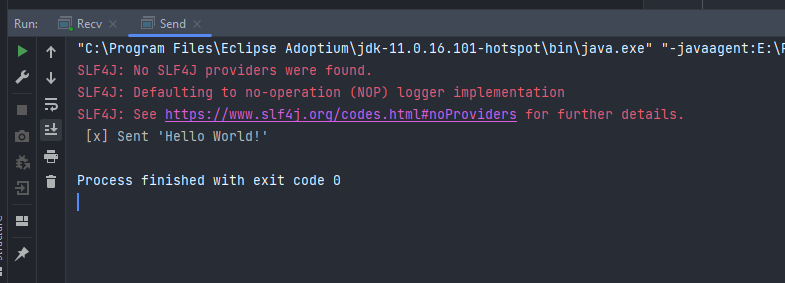 Run: Recv × Send ×
"C:\Program Files\Eclipse Adoptium\jdk-11.0.16.101-hotspot\bin\java.exe" "-javaagent:E:\
SLF4J: No SLF4J providers were found.
SLF4J: Defaulting to no-operation (NOP) logger implementation
SLF4J: See https://www.slf4j.org/codes.html#noProviders for further details.
[x] Sent 'Hello World!'
Process finished with exit code 0